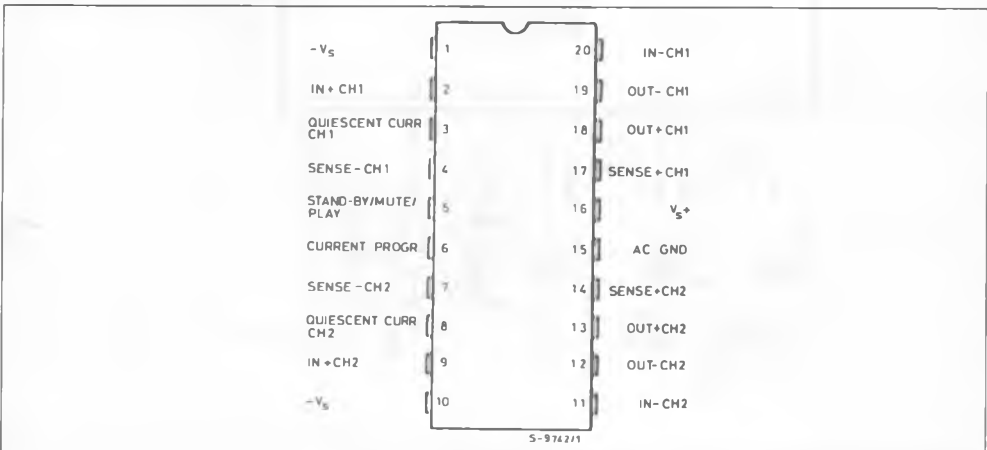 -Vs 1 20 IN-CH1
IN+ CH1 2 19 OUT- CH1
QUIESCENT CURR
CH1 3 18 OUT+CH1
SENSE-CH1 4 17 SENSE+CH1
STAND-BY/MUTE/
PLAY 5 16 Vs+
CURRENT PROGR. 6 15 AC GND
SENSE-CH2 7 14 SENSE+CH2
QUIESCENT CURR
CH2 8 13 OUT+CH2
IN+CH2 9 12 OUT-CH2
-Vs 10 11 IN-CH2
S-9742/1